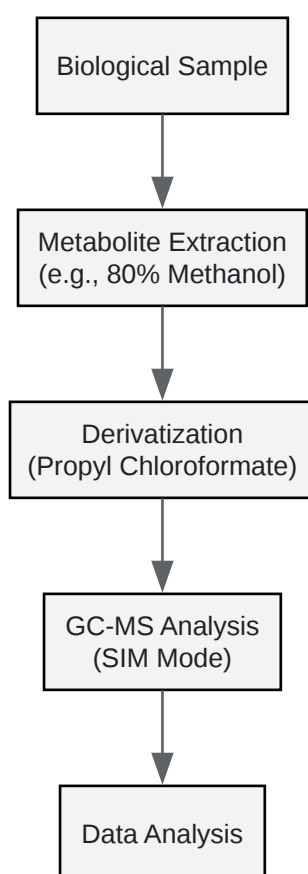 Biological Sample
Metabolite Extraction
(e.g., 80% Methanol)
Derivatization
(Propyl Chloroformate)
GC-MS Analysis
(SIM Mode)
Data Analysis